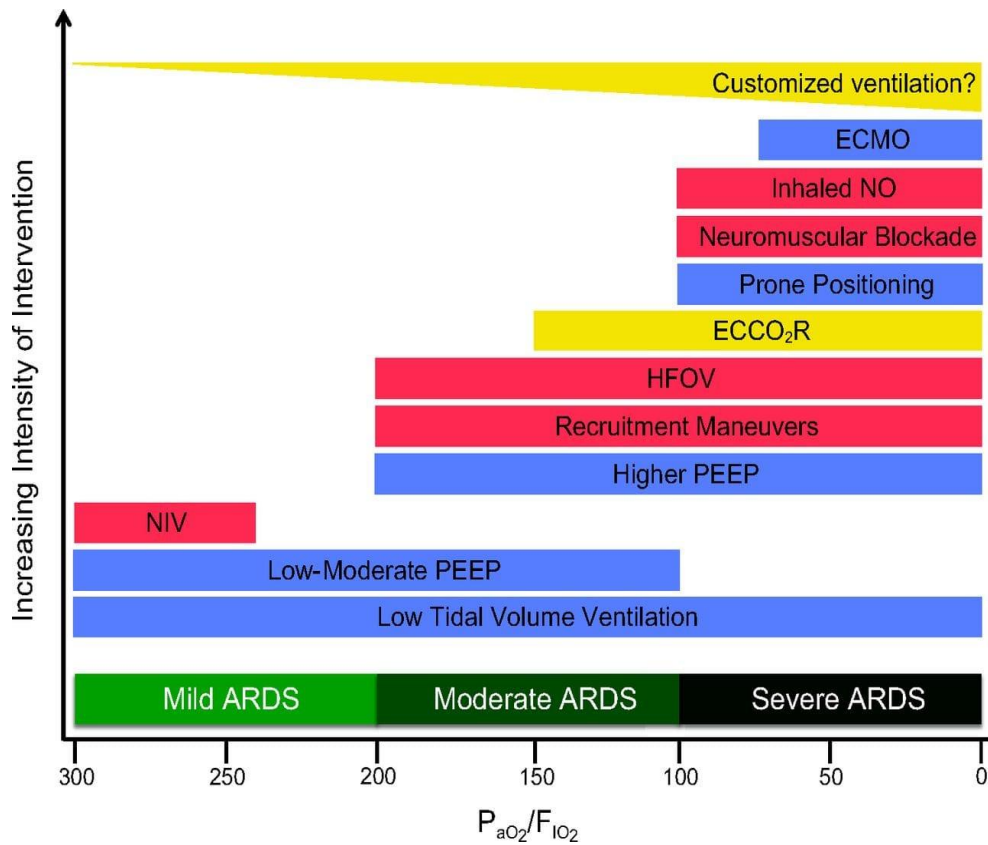 Increasing Intensity of Intervention
Customized ventilation?
ECMO
Inhaled NO
Neuromuscular Blockade
Prone Positioning
ECCO₂R
HFOV
Recruitment Maneuvers
Higher PEEP
NIV
Low-Moderate PEEP
Low Tidal Volume Ventilation
Mild ARDS Moderate ARDS Severe ARDS
300 250 200 150 100 50 0
PaO₂/FIO₂